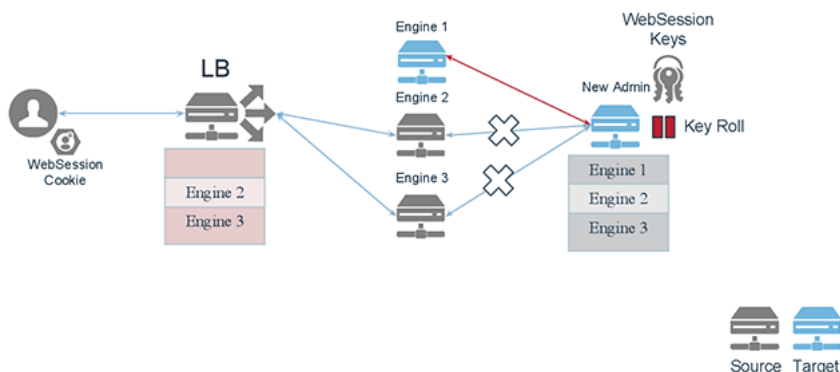 Engine 1
WebSession
Keys
LB
New Admin
Engine 2
Key Roll
WebSession
Cookie
Engine 2
Engine 3
Engine 3
Engine 1
Engine 2
Engine 3
Source
Target